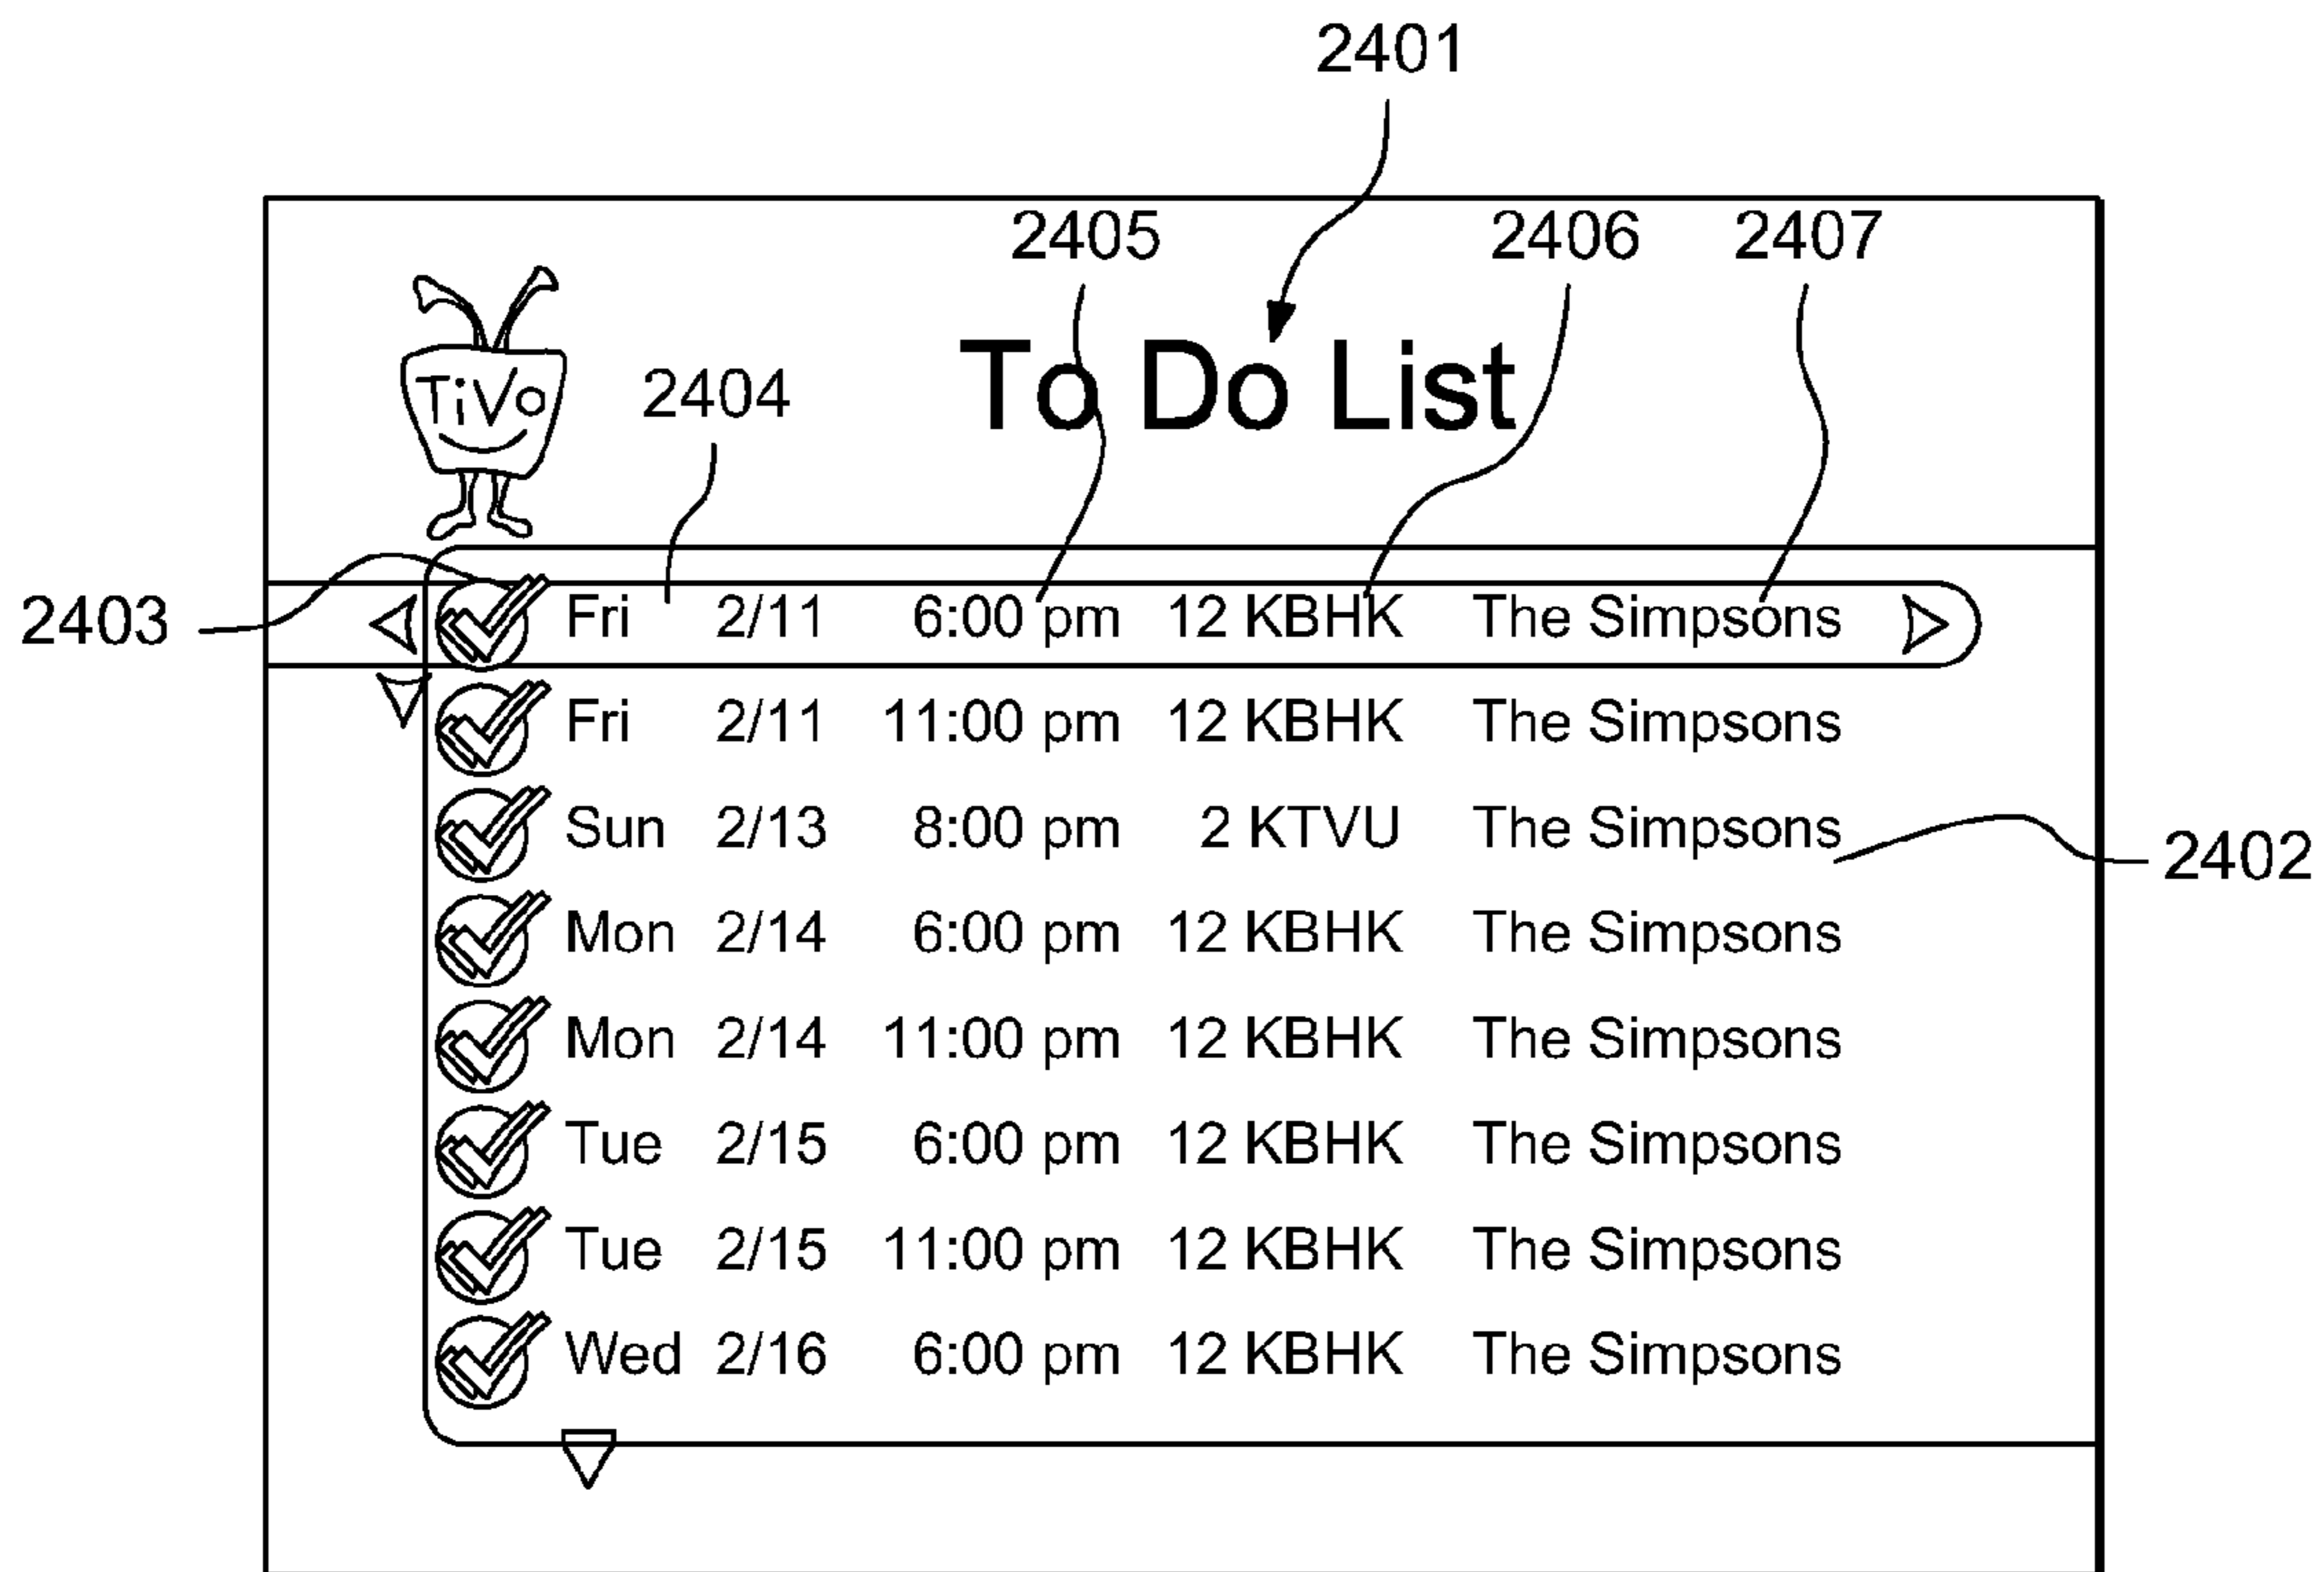 2401
2405 2406 2407
TiVo
2404
To Do List
2403
Fri 2/11 6:00 pm 12 KBHK The Simpsons
Fri 2/11 11:00 pm 12 KBHK The Simpsons
Sun 2/13 8:00 pm 2 KTVU The Simpsons
2402
Mon 2/14 6:00 pm 12 KBHK The Simpsons
Mon 2/14 11:00 pm 12 KBHK The Simpsons
Tue 2/15 6:00 pm 12 KBHK The Simpsons
Tue 2/15 11:00 pm 12 KBHK The Simpsons
Wed 2/16 6:00 pm 12 KBHK The Simpsons